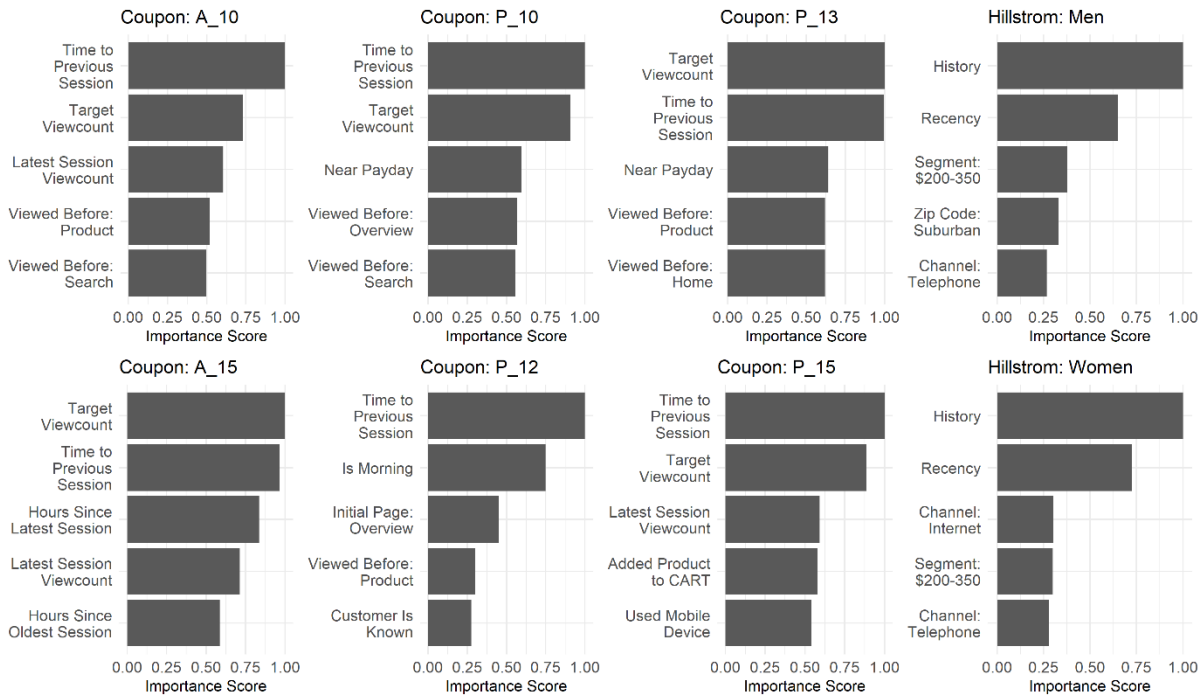 Coupon: A_10
Time to
Previous
Session
Target
Viewcount
Latest Session
Viewcount
Viewed Before:
Product
Viewed Before:
Search
0.00 0.25 0.50 0.75 1.00
Importance Score
Coupon: P_10
Time to
Previous
Session
Target
Viewcount
Near Payday
Viewed Before:
Overview
Viewed Before:
Search
0.00 0.25 0.50 0.75 1.00
Importance Score
Coupon: P_13
Target
Viewcount
Time to
Previous
Session
Near Payday
Viewed Before:
Product
Viewed Before:
Home
0.00 0.25 0.50 0.75 1.00
Importance Score
Hillstrom: Men
History
Recency
Segment:
$200-350
Zip Code:
Suburban
Channel:
Telephone
0.00 0.25 0.50 0.75 1.00
Importance Score
Coupon: A_15
Target
Viewcount
Time to
Previous
Session
Hours Since
Latest Session
Latest Session
Viewcount
Hours Since
Oldest Session
0.00 0.25 0.50 0.75 1.00
Importance Score
Coupon: P_12
Time to
Previous
Session
Is Morning
Initial Page:
Overview
Viewed Before:
Product
Customer Is
Known
0.00 0.25 0.50 0.75 1.00
Importance Score
Coupon: P_15
Time to
Previous
Session
Target
Viewcount
Latest Session
Viewcount
Added Product
to CART
Used Mobile
Device
0.00 0.25 0.50 0.75 1.00
Importance Score
Hillstrom: Women
History
Recency
Channel:
Internet
Segment:
$200-350
Channel:
Telephone
0.00 0.25 0.50 0.75 1.00
Importance Score